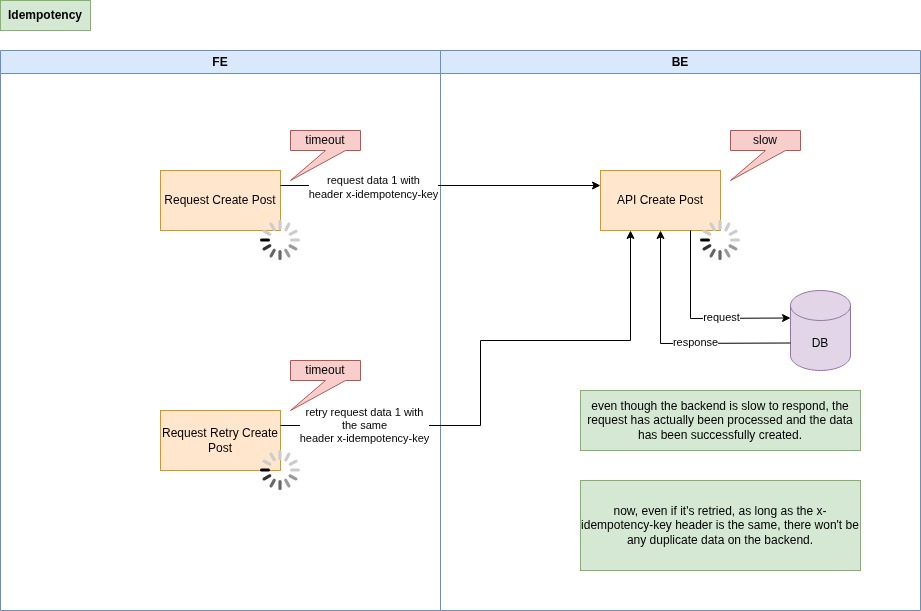 Idempotency
FE
BE
timeout
slow
Request Create Post
request data 1 with
header x-idempotency-key
API Create Post
request
response
DB
timeout
Request Retry Create
Post
retry request data 1 with
the same
header x-idempotency-key
even though the backend is slow to respond, the
request has actually been processed and the data
has been successfully created.
now, even if it's retried, as long as the x-
idempotency-key header is the same, there won't be
any duplicate data on the backend.